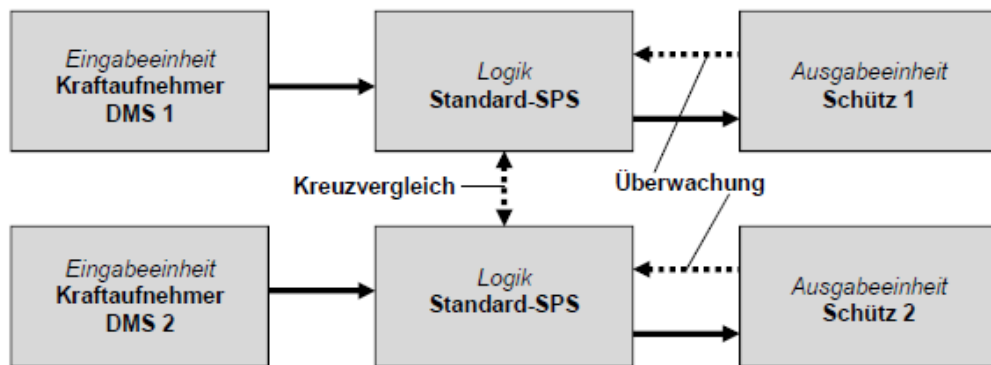 Eingabeeinheit
Kraftaufnehmer
DMS 1
Logik
Standard-SPS
Ausgabeeinheit
Schütz 1
Kreuzvergleich
Überwachung
Eingabeeinheit
Kraftaufnehmer
DMS 2
Logik
Standard-SPS
Ausgabeeinheit
Schütz 2